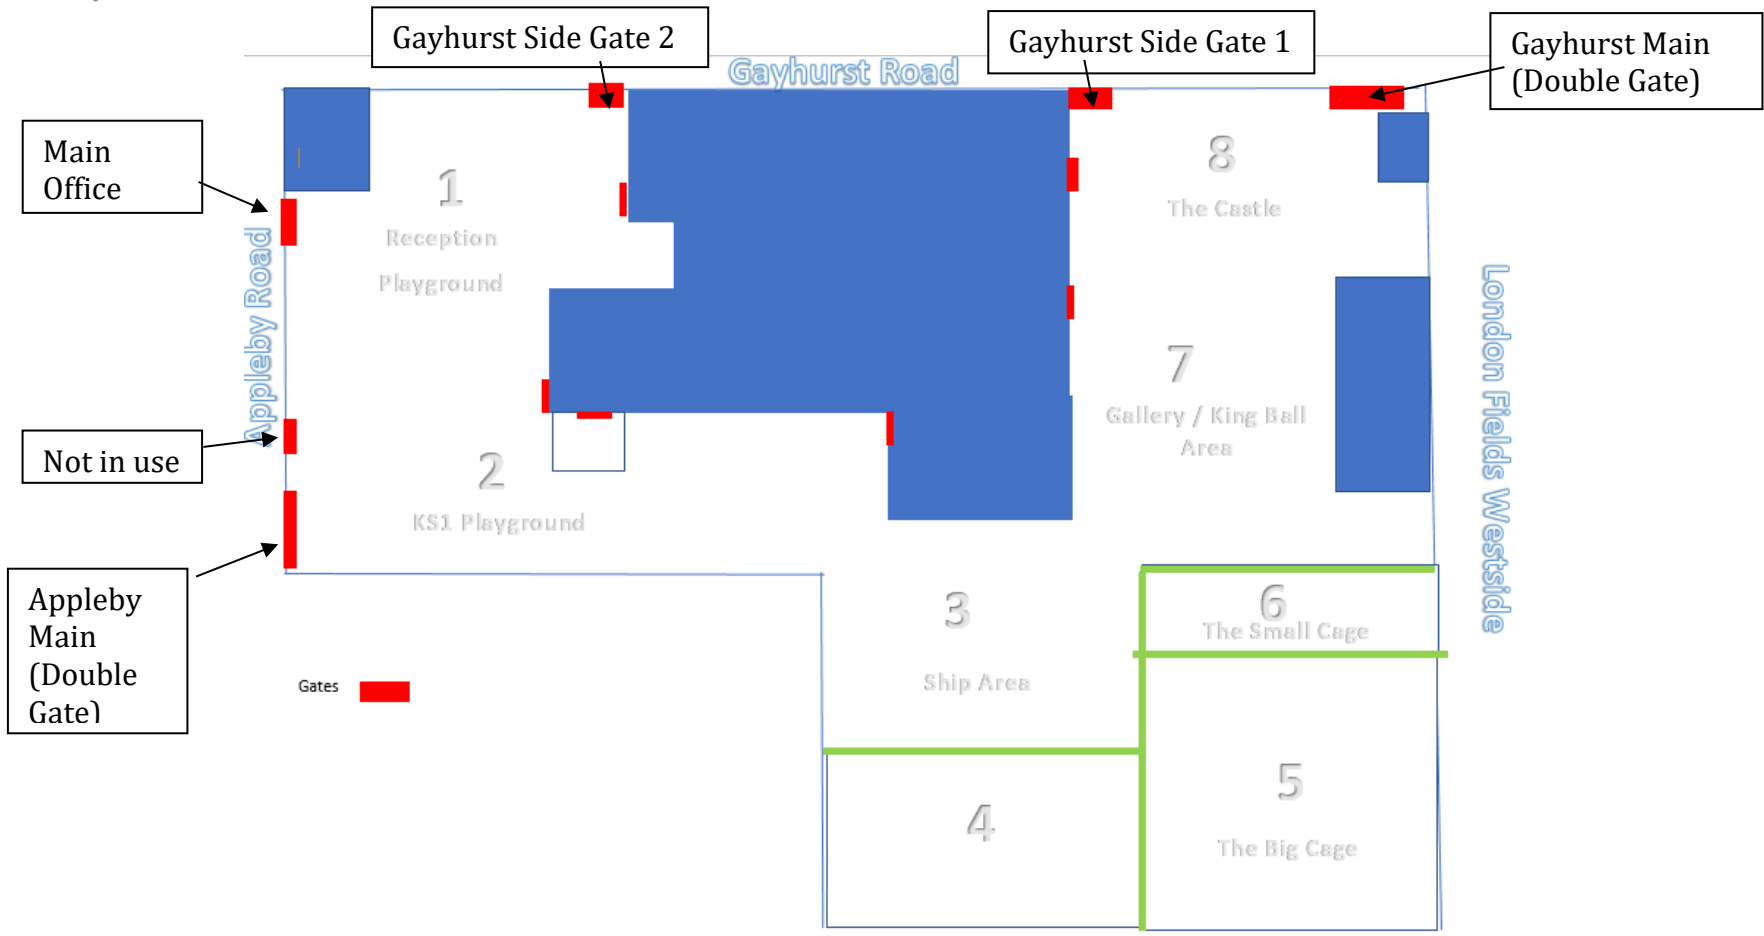 Gayhurst Side Gate 2
Gayhurst Side Gate 1
Gayhurst Main
(Double Gate)
Gayhurst Road
Main
Office
1
Reception
Playground
8
The Castle
Appleby Road
London Fields Westside
7
Gallery / King Ball
Area
Not in use
2
KS1 Playground
Appleby
Main
(Double
Gate)
3
Ship Area
6
The Small Cage
Gates
4
5
The Big Cage